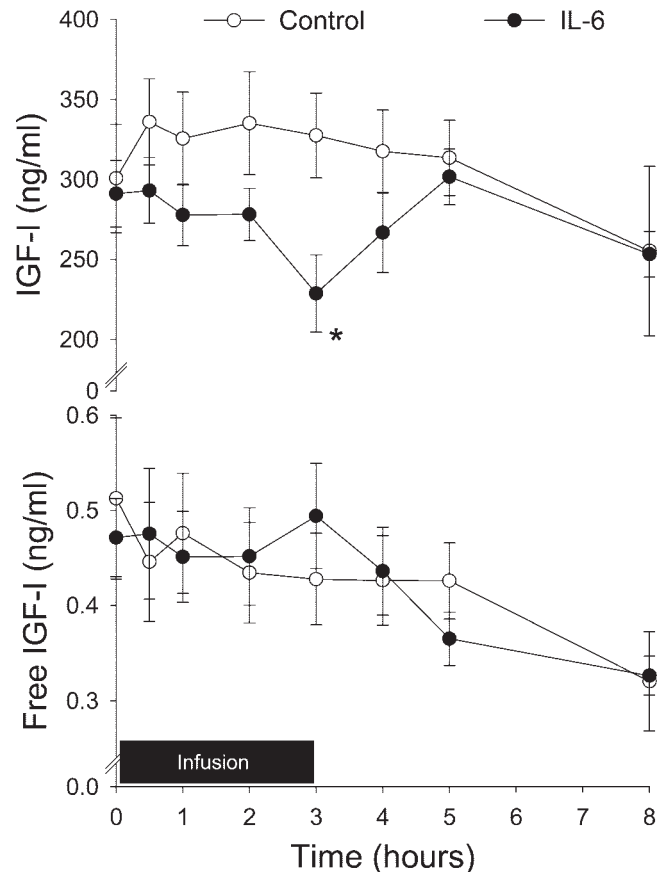 Control IL-6
400
350
300
250
200
0
IGF-I (ng/ml)
*
0.6
0.5
0.4
0.3
0.0
Free IGF-I (ng/ml)
Infusion
0 1 2 3 4 5 6 7 8
Time (hours)